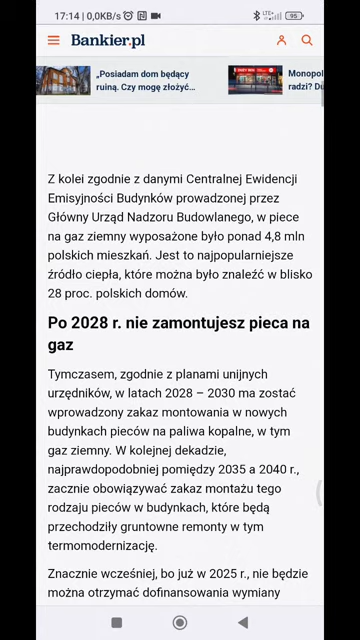 17:14 | 0,0KB/s
95
Bankier.pl
„Posiadam dom będący
ruiną. Czy mogę złożyć...
Monopol
radzi? Du
Z kolei zgodnie z danymi Centralnej Ewidencji
Emisyjności Budynków prowadzonej przez
Główny Urząd Nadzoru Budowlanego, w piece
na gaz ziemny wyposażone było ponad 4,8 mln
polskich mieszkań. Jest to najpopularniejsze
źródło ciepła, które można było znaleźć w blisko
28 proc. polskich domów.
Po 2028 r. nie zamontujesz pieca na
gaz
Tymczasem, zgodnie z planami unijnych
urzędników, w latach 2028 – 2030 ma zostać
wprowadzony zakaz montowania w nowych
budynkach pieców na paliwa kopalne, w tym
gaz ziemny. W kolejnej dekadzie,
najprawdopodobniej pomiędzy 2035 a 2040 r.,
zacznie obowiązywać zakaz montażu tego
rodzaju pieców w budynkach, które będą
przechodziły gruntowne remonty w tym
termomodernizację.
Znacznie wcześniej, bo już w 2025 r., nie będzie
można otrzymać dofinansowania wymiany